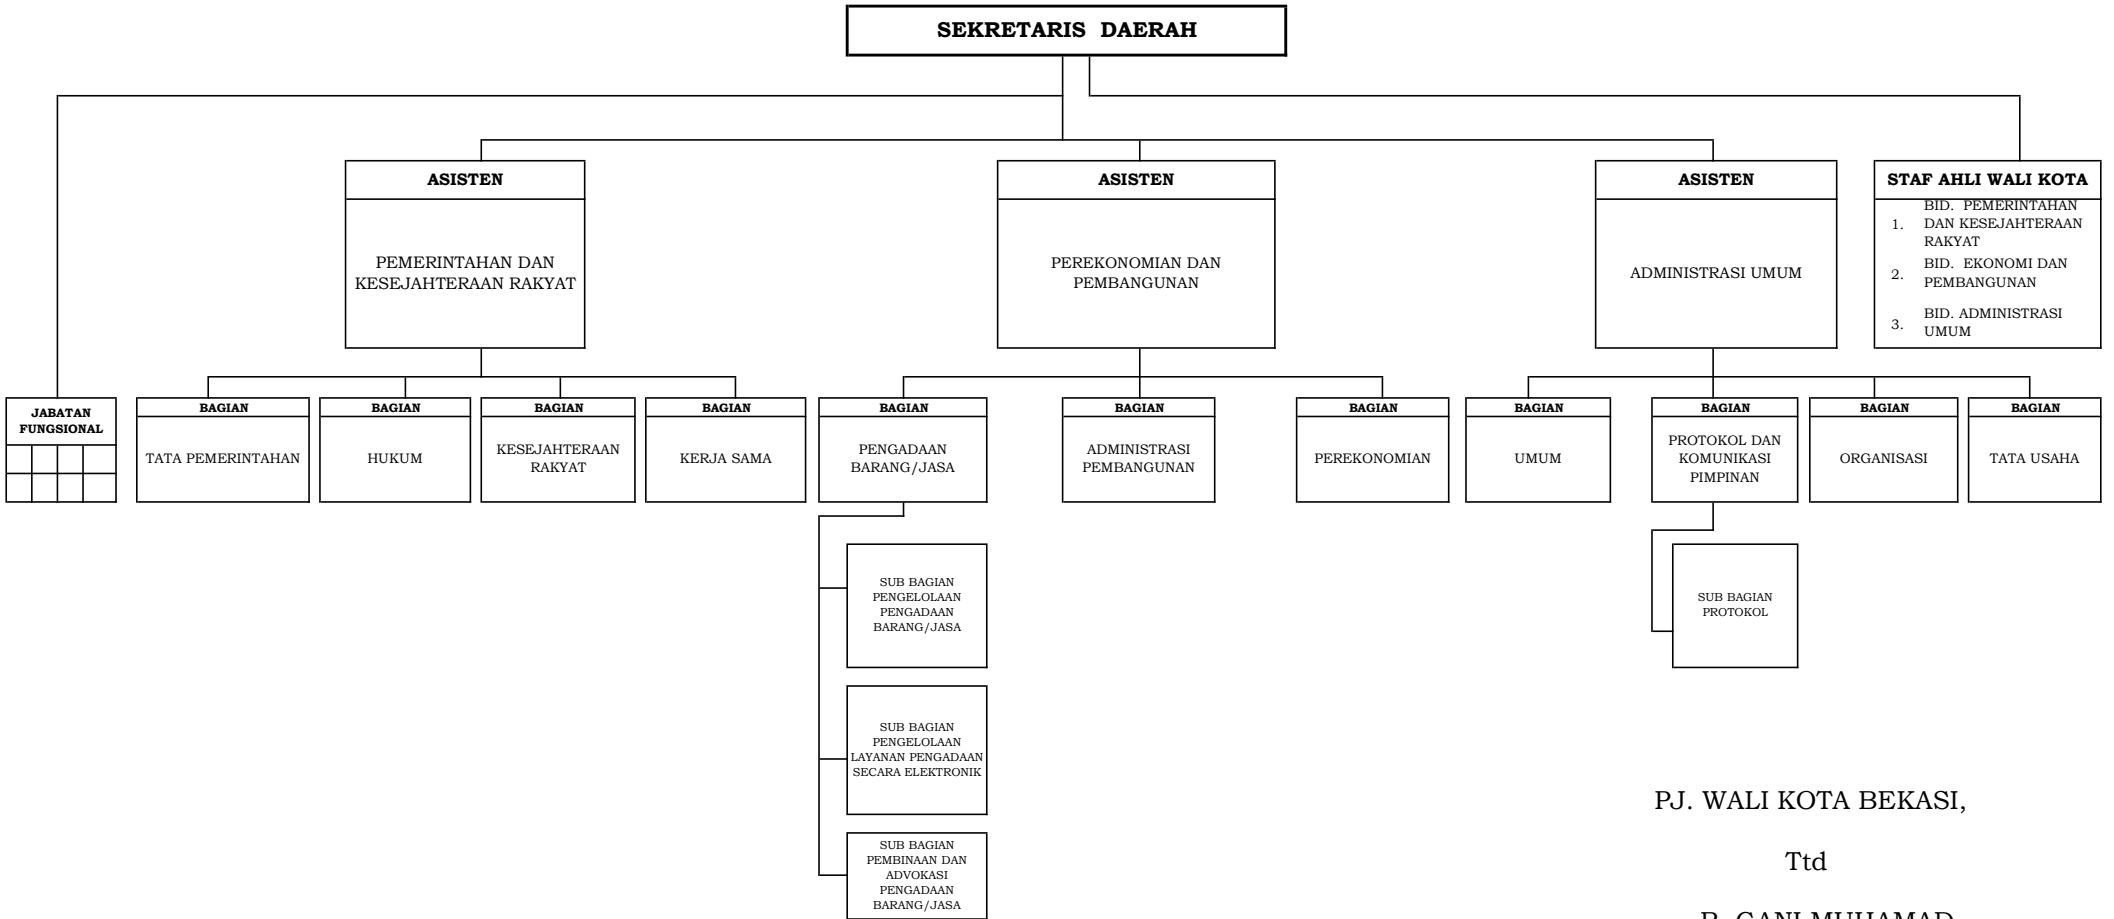 SEKRETARIS DAERAH
ASISTEN
PEMERINTAHAN DAN
KESEJAHTERAAN RAKYAT
ASISTEN
PEREKONOMIAN DAN
PEMBANGUNAN
ASISTEN
ADMINISTRASI UMUM
STAF AHLI WALI KOTA
1. BID. PEMERINTAHAN
DAN KESEJAHTERAAN
RAKYAT
2. BID. EKONOMI DAN
PEMBANGUNAN
3. BID. ADMINISTRASI
UMUM
JABATAN
FUNGSIONAL
BAGIAN
TATA PEMERINTAHAN
BAGIAN
HUKUM
BAGIAN
KESEJAHTERAAN
RAKYAT
BAGIAN
KERJA SAMA
BAGIAN
PENGADAAN
BARANG/JASA
BAGIAN
ADMINISTRASI
PEMBANGUNAN
BAGIAN
PEREKONOMIAN
BAGIAN
UMUM
BAGIAN
PROTOKOL DAN
KOMUNIKASI
PIMPINAN
BAGIAN
ORGANISASI
BAGIAN
TATA USAHA
SUB BAGIAN
PENGELOLAAN
PENGADAAN
BARANG/JASA
SUB BAGIAN
PROTOKOL
SUB BAGIAN
PENGELOLAAN
LAYANAN PENGADAAN
SECARA ELEKTRONIK
SUB BAGIAN
PEMBINAAN DAN
ADVOKASI
PENGADAAN
BARANG/JASA
PJ. WALI KOTA BEKASI,
Ttd
R. GANI MUHAMAD